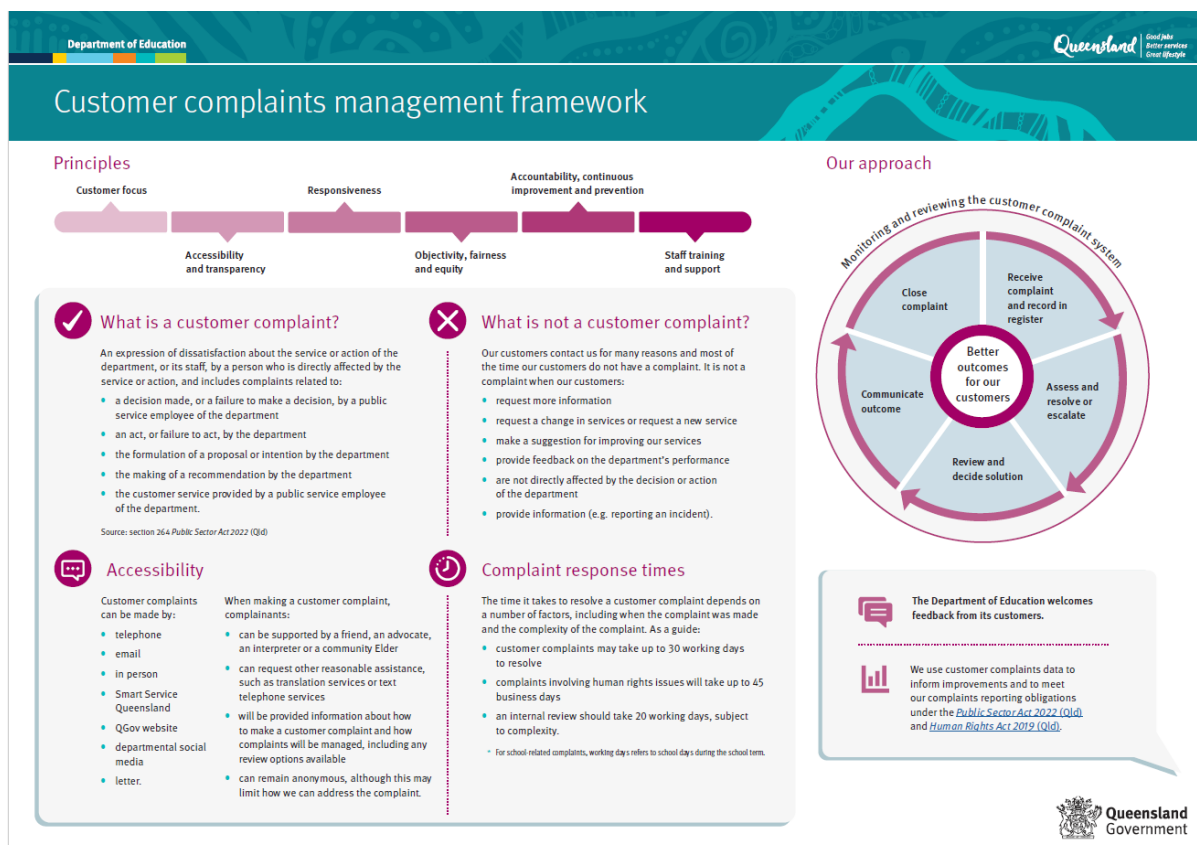 Department of Education
Queensland
Good jobs
Better services
Great lifestyle
Customer complaints management framework
Principles
Customer focus
Responsiveness
Accountability, continuous
improvement and prevention
Accessibility
and transparency
Objectivity, fairness
and equity
Staff training
and support
What is a customer complaint?
An expression of dissatisfaction about the service or action of the
department, or its staff, by a person who is directly affected by the
service or action, and includes complaints related to:
• a decision made, or a failure to make a decision, by a public
service employee of the department
• an act, or failure to act, by the department
• the formulation of a proposal or intention by the department
• the making of a recommendation by the department
• the customer service provided by a public service employee
of the department.
Source: section 264 Public Sector Act 2022 (Qld)
What is not a customer complaint?
Our customers contact us for many reasons and most of
the time our customers do not have a complaint. It is not a
complaint when our customers:
• request more information
• request a change in services or request a new service
• make a suggestion for improving our services
• provide feedback on the department's performance
• are not directly affected by the decision or action
of the department
• provide information (e.g. reporting an incident).
Accessibility
Customer complaints
can be made by:
• telephone
• email
• in person
• Smart Service
Queensland
• QGov website
• departmental social
media
• letter.
When making a customer complaint,
complainants:
• can be supported by a friend, an advocate,
an interpreter or a community Elder
• can request other reasonable assistance,
such as translation services or text
telephone services
• will be provided information about how
to make a customer complaint and how
complaints will be managed, including any
review options available
• can remain anonymous, although this may
limit how we can address the complaint.
Complaint response times
The time it takes to resolve a customer complaint depends on
a number of factors, including when the complaint was made
and the complexity of the complaint. As a guide:
• customer complaints may take up to 30 working days
to resolve
• complaints involving human rights issues will take up to 45
business days
• an internal review should take 20 working days, subject
to complexity.
* For school-related complaints, working days refers to school days during the school term.
Our approach
Monitoring and reviewing the customer complaint system
Receive
complaint
and record in
register
Assess and
resolve or
escalate
Review and
decide solution
Communicate
outcome
Close
complaint
Better
outcomes
for our
customers
The Department of Education welcomes
feedback from its customers.
We use customer complaints data to
inform improvements and to meet
our complaints reporting obligations
under the Public Sector Act 2022 (Qld)
and Human Rights Act 2019 (Qld).
Queensland
Government